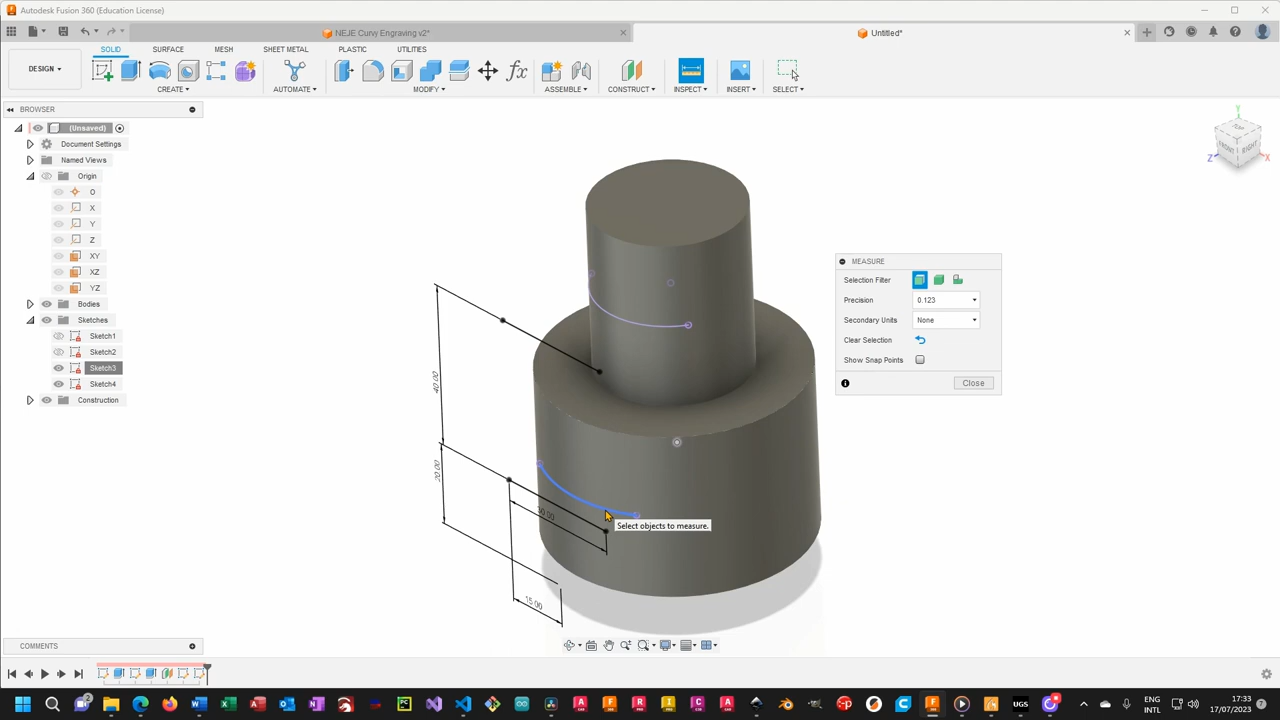 Autodesk Fusion 360 (Education License)
NEJE Curvy Engraving v2*
Untitled*
SOLID SURFACE MESH SHEET METAL PLASTIC UTILITIES
DESIGN
CREATE AUTOMATE MODIFY ASSEMBLE CONSTRUCT INSPECT INSERT SELECT
BROWSER
(Unsaved)
Document Settings
Named Views
Origin
O
X
Y
Z
XY
XZ
YZ
Bodies
Sketches
Sketch1
Sketch2
Sketch3
Sketch4
Construction
Y
TOP
FRONT
RIGHT
Z
X
MEASURE
Selection Filter
Precision 0.123
Secondary Units None
Clear Selection
Show Snap Points
Close
40.00
20.00
15.00
Select objects to measure.
COMMENTS
UGS
ENG
INTL
17:33
17/07/2023